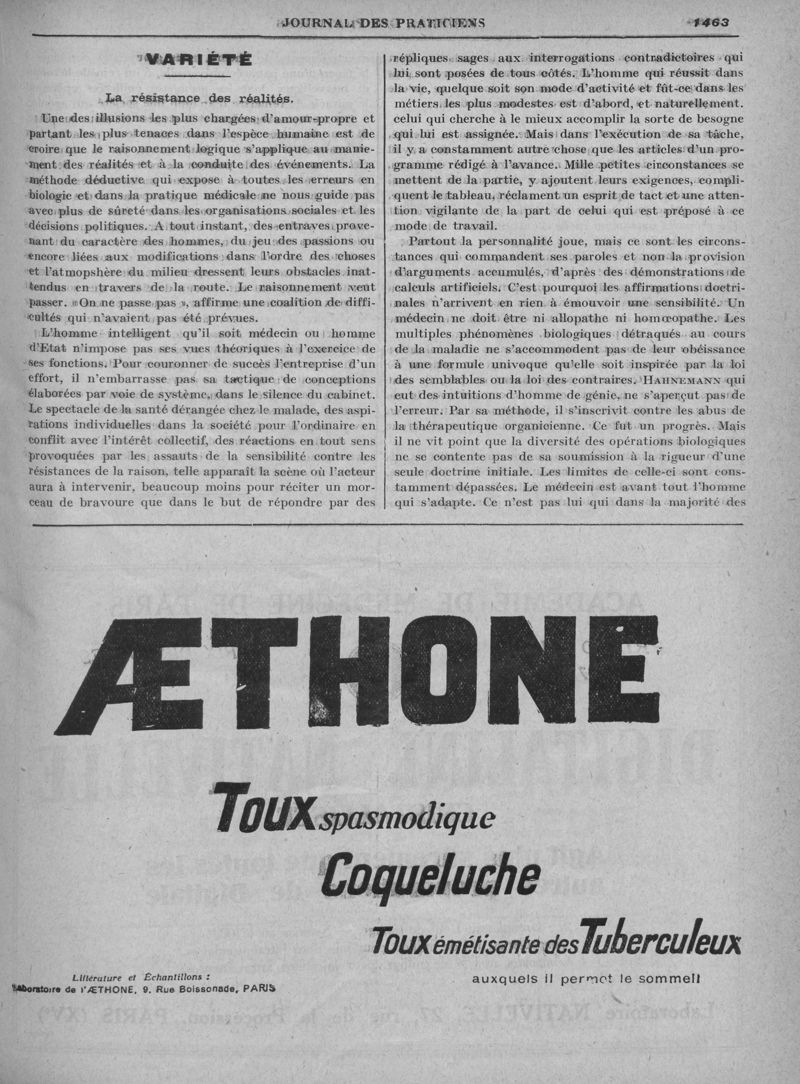 JOURNAL DES PRATICIENS 1463
VARIÉTÉ
La résistance des réalités.
Une des illusions les plus chargées d'amour-propre et
partant les plus tenaces dans l'espèce humaine est de
croire que le raisonnement logique s'applique au manie-
ment des réalités et à la conduite des événements. La
méthode déductive qui expose à toutes les erreurs en
biologie et dans la pratique médicale ne nous guide pas
avec plus de sûreté dans les organisations sociales et les
décisions politiques. A tout instant, des entraves prove-
nant du caractère des hommes, du jeu des passions ou
encore liées aux modifications dans l'ordre des choses
et l'atmopshère du milieu dressent leurs obstacles inat-
tendus en travers de la route. Le raisonnement veut
passer. « On ne passe pas », affirme une coalition de diffi-
cultés qui n'avaient pas été prévues.
L'homme intelligent qu'il soit médecin ou homme
d'Etat n'impose pas ses vues théoriques à l'exercice de
ses fonctions. Pour couronner de succès l'entreprise d'un
effort, il n'embarrasse pas sa tactique de conceptions
élaborées par voie de système, dans le silence du cabinet.
Le spectacle de la santé dérangée chez le malade, des aspi-
rations individuelles dans la société pour l'ordinaire en
conflit avec l'intérêt collectif, des réactions en tout sens
provoquées par les assauts de la sensibilité contre les
résistances de la raison, telle apparaît la scène où l'acteur
aura à intervenir, beaucoup moins pour réciter un mor-
ceau de bravoure que dans le but de répondre par des
répliques sages aux interrogations contradictoires qui
lui sont posées de tous côtés. L'homme qui réussit dans
la vie, quelque soit son mode d'activité et fût-ce dans les
métiers les plus modestes est d'abord, et naturellement.
celui qui cherche à le mieux accomplir la sorte de besogne
qui lui est assignée. Mais dans l'exécution de sa tâche,
il y a constamment autre chose que les articles d'un pro-
gramme rédigé à l'avance. Mille petites circonstances se
mettent de la partie, y ajoutent leurs exigences, compli-
quent le tableau, réclament un esprit de tact et une atten-
tion vigilante de la part de celui qui est préposé à ce
mode de travail.
Partout la personnalité joue, mais ce sont les circons-
tances qui commandent ses paroles et non la provision
d'arguments accumulés, d'après des démonstrations de
calculs artificiels. C'est pourquoi les affirmations doctri-
nales n'arrivent en rien à émouvoir une sensibilité. Un
médecin ne doit être ni allopathe ni homœopathe. Les
multiples phénomènes biologiques détraqués au cours
de la maladie ne s'accommodent pas de leur obéissance
à une formule univoque qu'elle soit inspirée par la loi
des semblables ou la loi des contraires. HAHNEMANN qui
eut des intuitions d'homme de génie, ne s'aperçut pas de
l'erreur. Par sa méthode, il s'inscrivit contre les abus de
la thérapeutique organicienne. Ce fut un progrès. Mais
il ne vit point que la diversité des opérations biologiques
ne se contente pas de sa soumission à la rigueur d'une
seule doctrine initiale. Les limites de celle-ci sont cons-
tamment dépassées. Le médecin est avant tout l'homme
qui s'adapte. Ce n'est pas lui qui dans la majorité des
ÆTHONE
Toux spasmodique
Coqueluche
Toux émétisante des Tuberculeux
auxquels il permet le sommeil
Littérature et Échantillons :
Laboratoire de l'ÆTHONE, 9, Rue Boissonade, PARIS